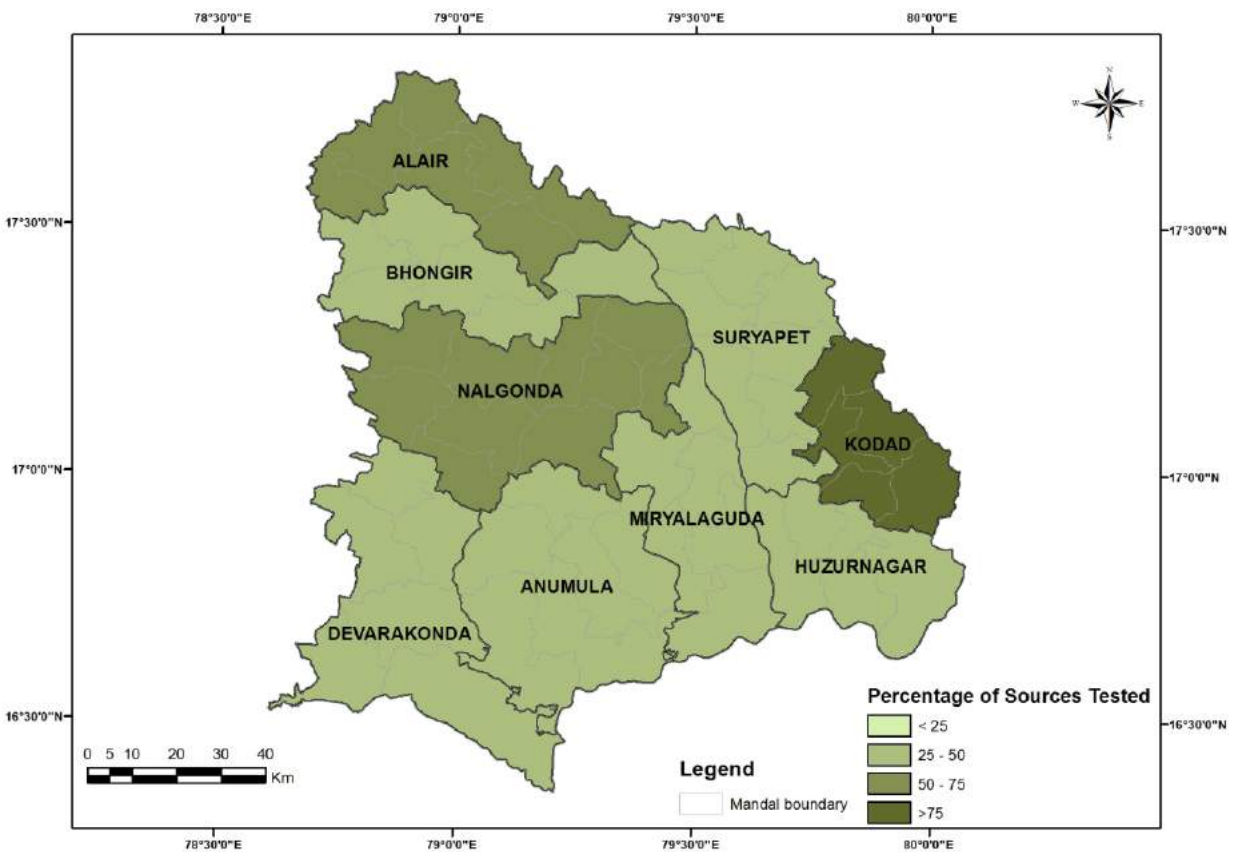 78°30'0"E 79°0'0"E 79°30'0"E 80°0'0"E
N
W E
S
ALAIR
17°30'0"N 17°30'0"N
BHONGIR
SURYAPET
NALGONDA
KODAD
17°0'0"N 17°0'0"N
MIRYALAGUDA
HUZURNAGAR
ANUMULA
DEVARAKONDA
Percentage of Sources Tested
16°30'0"N 16°30'0"N
< 25
25 - 50
50 - 75
>75
0 5 10 20 30 40
Km
Legend
Mandal boundary
78°30'0"E 79°0'0"E 79°30'0"E 80°0'0"E